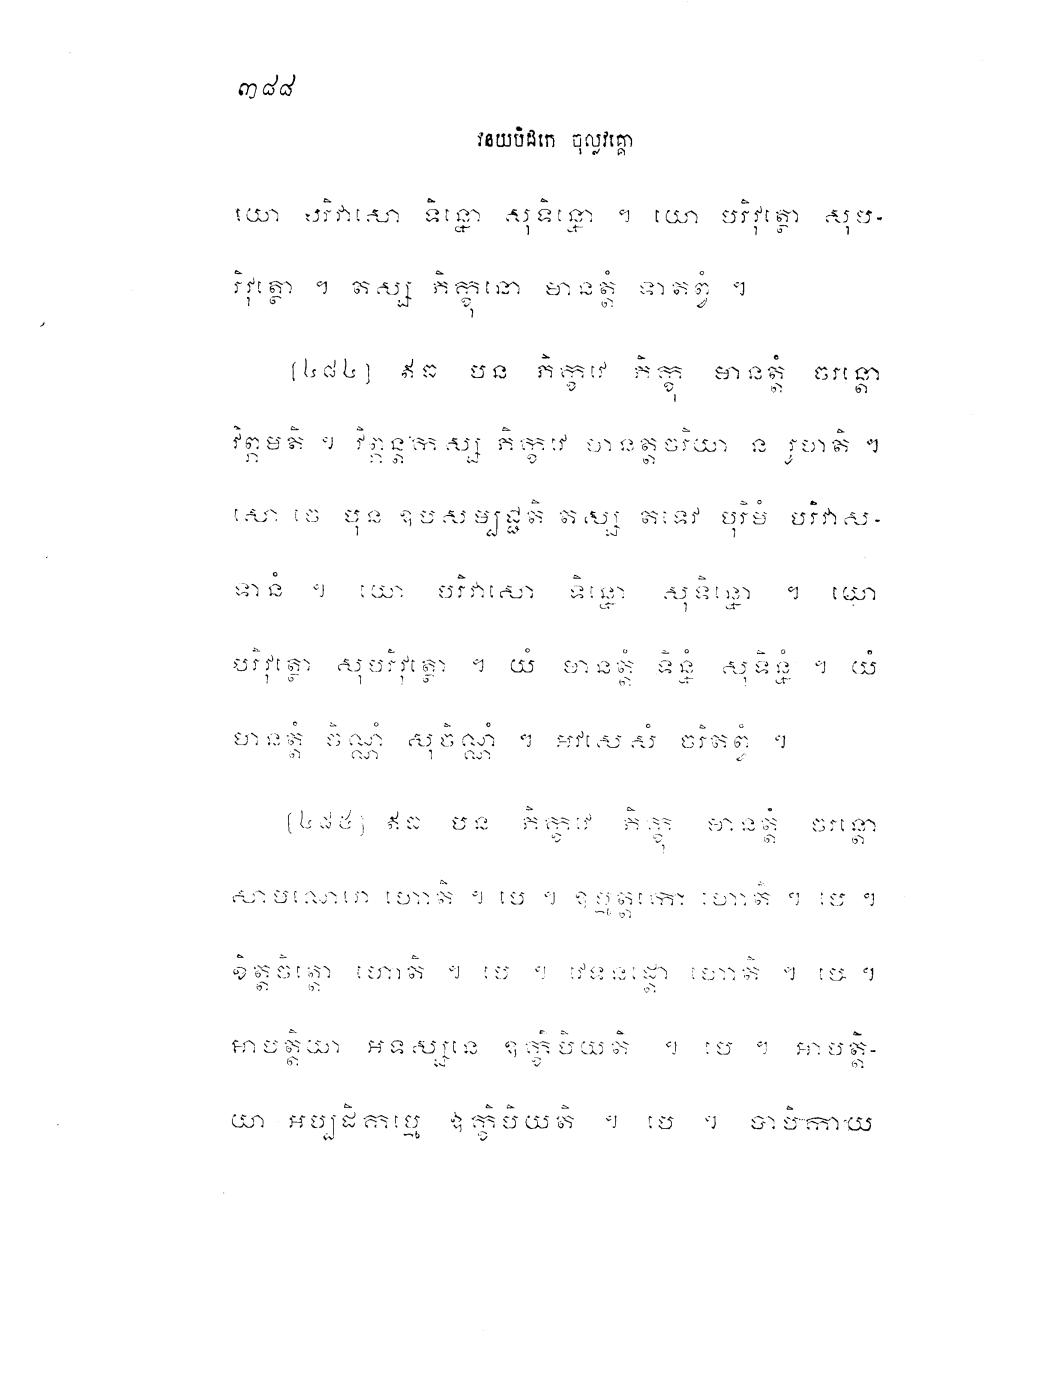 ៣៨៨
វិនយបិដកេ ចុល្លវគ្គោ
យោ បរិវាសោ ទិន្នោ សុទិន្នោ ។ យោ បរិវុត្ថោ សុប-
រិវុត្ថោ ។ តស្ស ភិក្ខុនោ មានត្តំ ទាតព្វំ ។
[៤៨៤] ឥធ បន ភិក្ខវេ ភិក្ខុ មានត្តំ ចរន្តោ
វិព្ភមតិ ។ វិព្ភន្តកស្ស ភិក្ខវេ មានត្តចរិយា ន រូហតិ ។
សោ ចេ បុន ឧបសម្បជ្ជតិ តស្ស តទេវ បុរិមំ បរិវាស-
ទានំ ។ យោ បរិវាសោ ទិន្នោ សុទិន្នោ ។ យោ
បរិវុត្ថោ សុបរិវុត្ថោ ។ យំ មានត្តំ ទិន្នំ សុទិន្នំ ។ យំ
មានត្តំ ចិណ្ណំ សុចិណ្ណំ ។ អវសេសំ ចរិតព្វំ ។
[៤៨៥] ឥធ បន ភិក្ខវេ ភិក្ខុ មានត្តំ ចរន្តោ
សាមណេរោ ហោតិ ។ បេ ។ ឧម្មត្តកោ ហោតិ ។ បេ ។
ខិត្តចិត្តោ ហោតិ ។ បេ ។ វេទនដ្ដោ ហោតិ ។ បេ ។
អាបត្តិយា អទស្សនេ ឧក្ខិបិយតិ ។ បេ ។ អាបត្តិ-
យា អប្បដិកម្មេ ឧក្ខិបិយតិ ។ បេ ។ បាបិកាយ